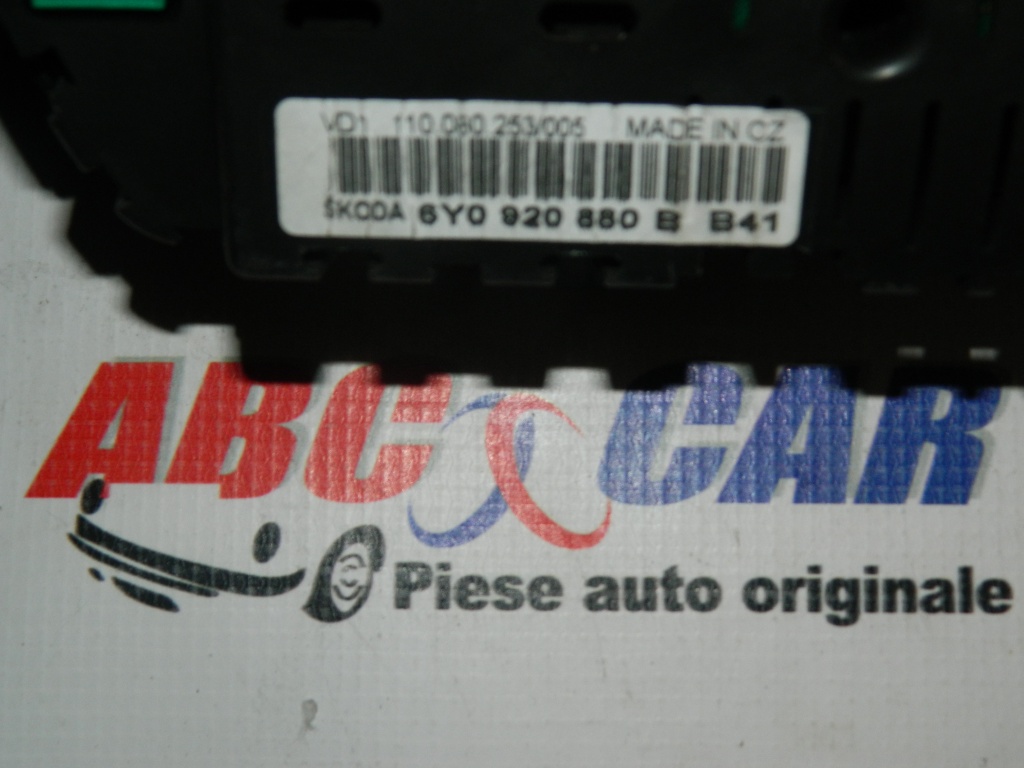 VD1 110.080.253/005 MADE IN CZ
ŠKODA 6Y0 920 880 B B41
ABC CAR
Piese auto originale